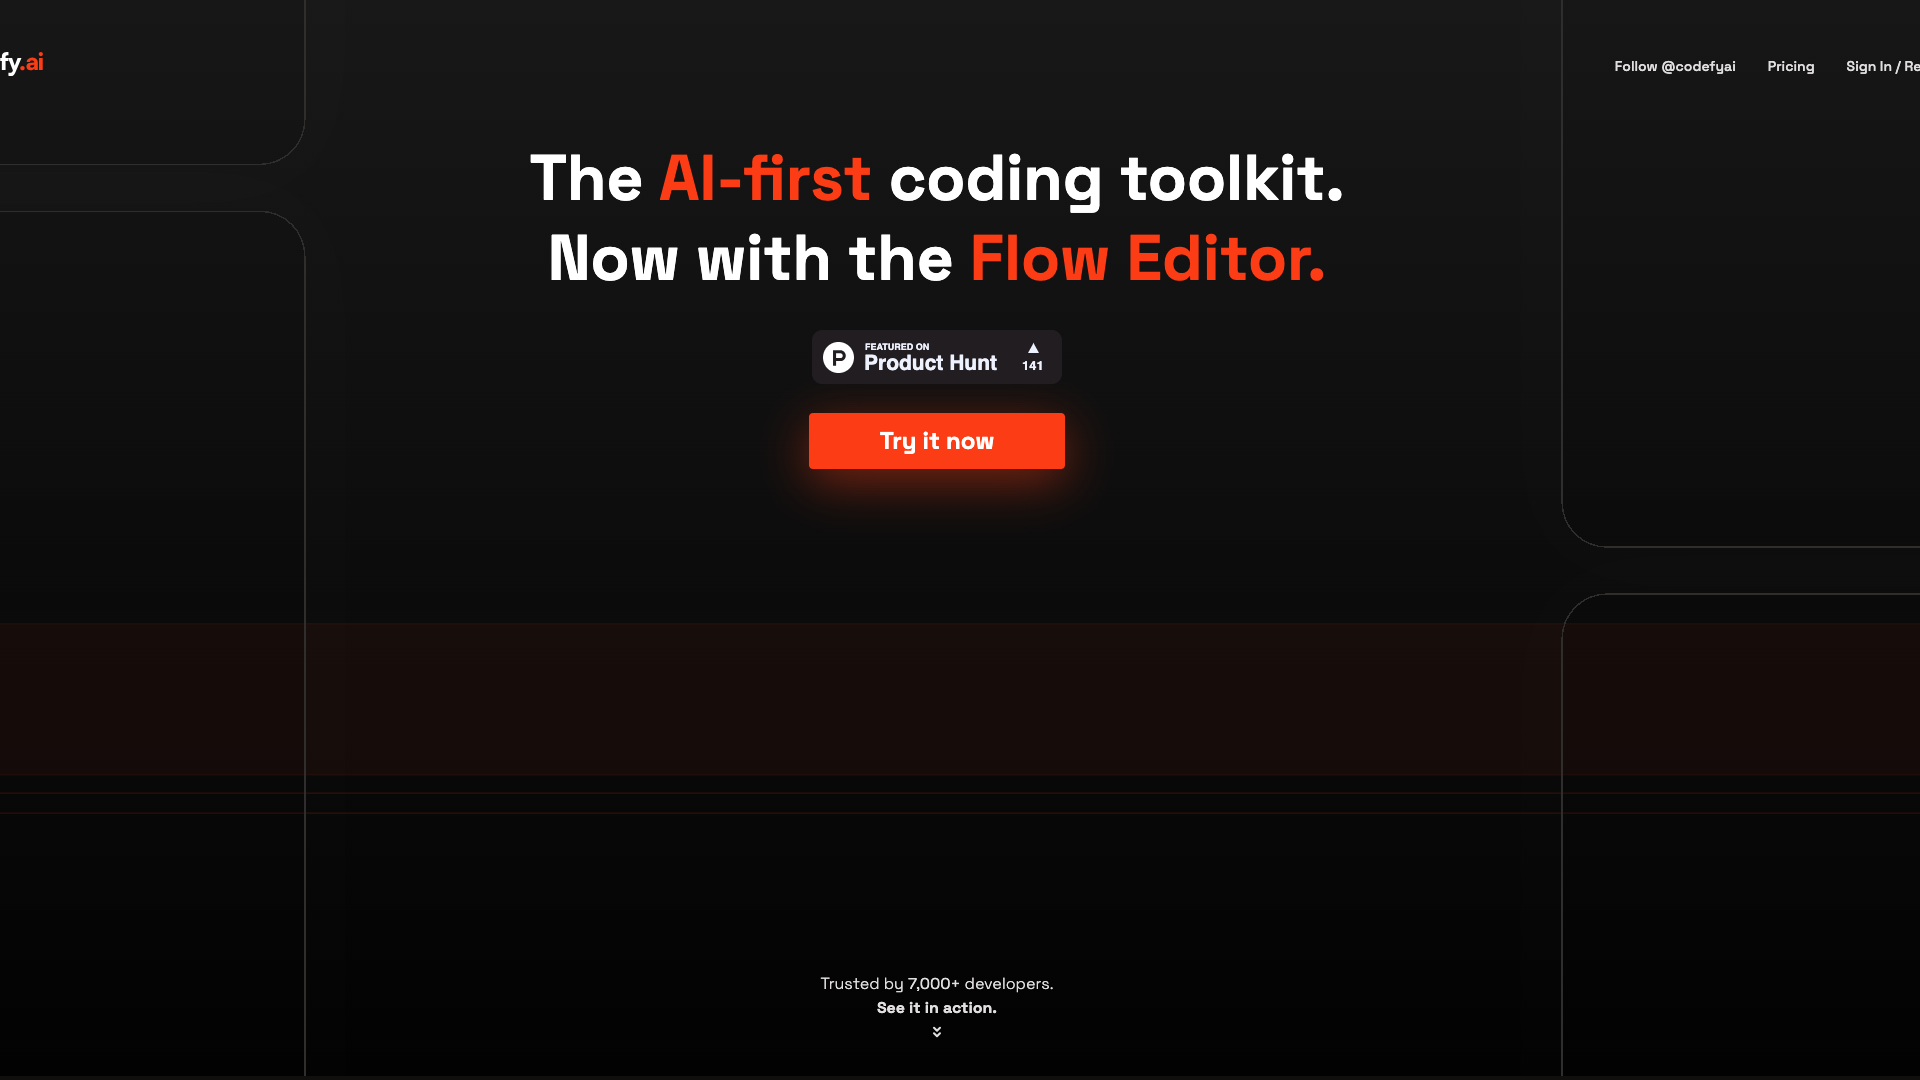 fy.ai
Follow @codefyai
Pricing
Sign In / Re
The AI-first coding toolkit.
Now with the Flow Editor.
P
FEATURED ON
Product Hunt
▲
141
Try it now
Trusted by 7,000+ developers.
See it in action.